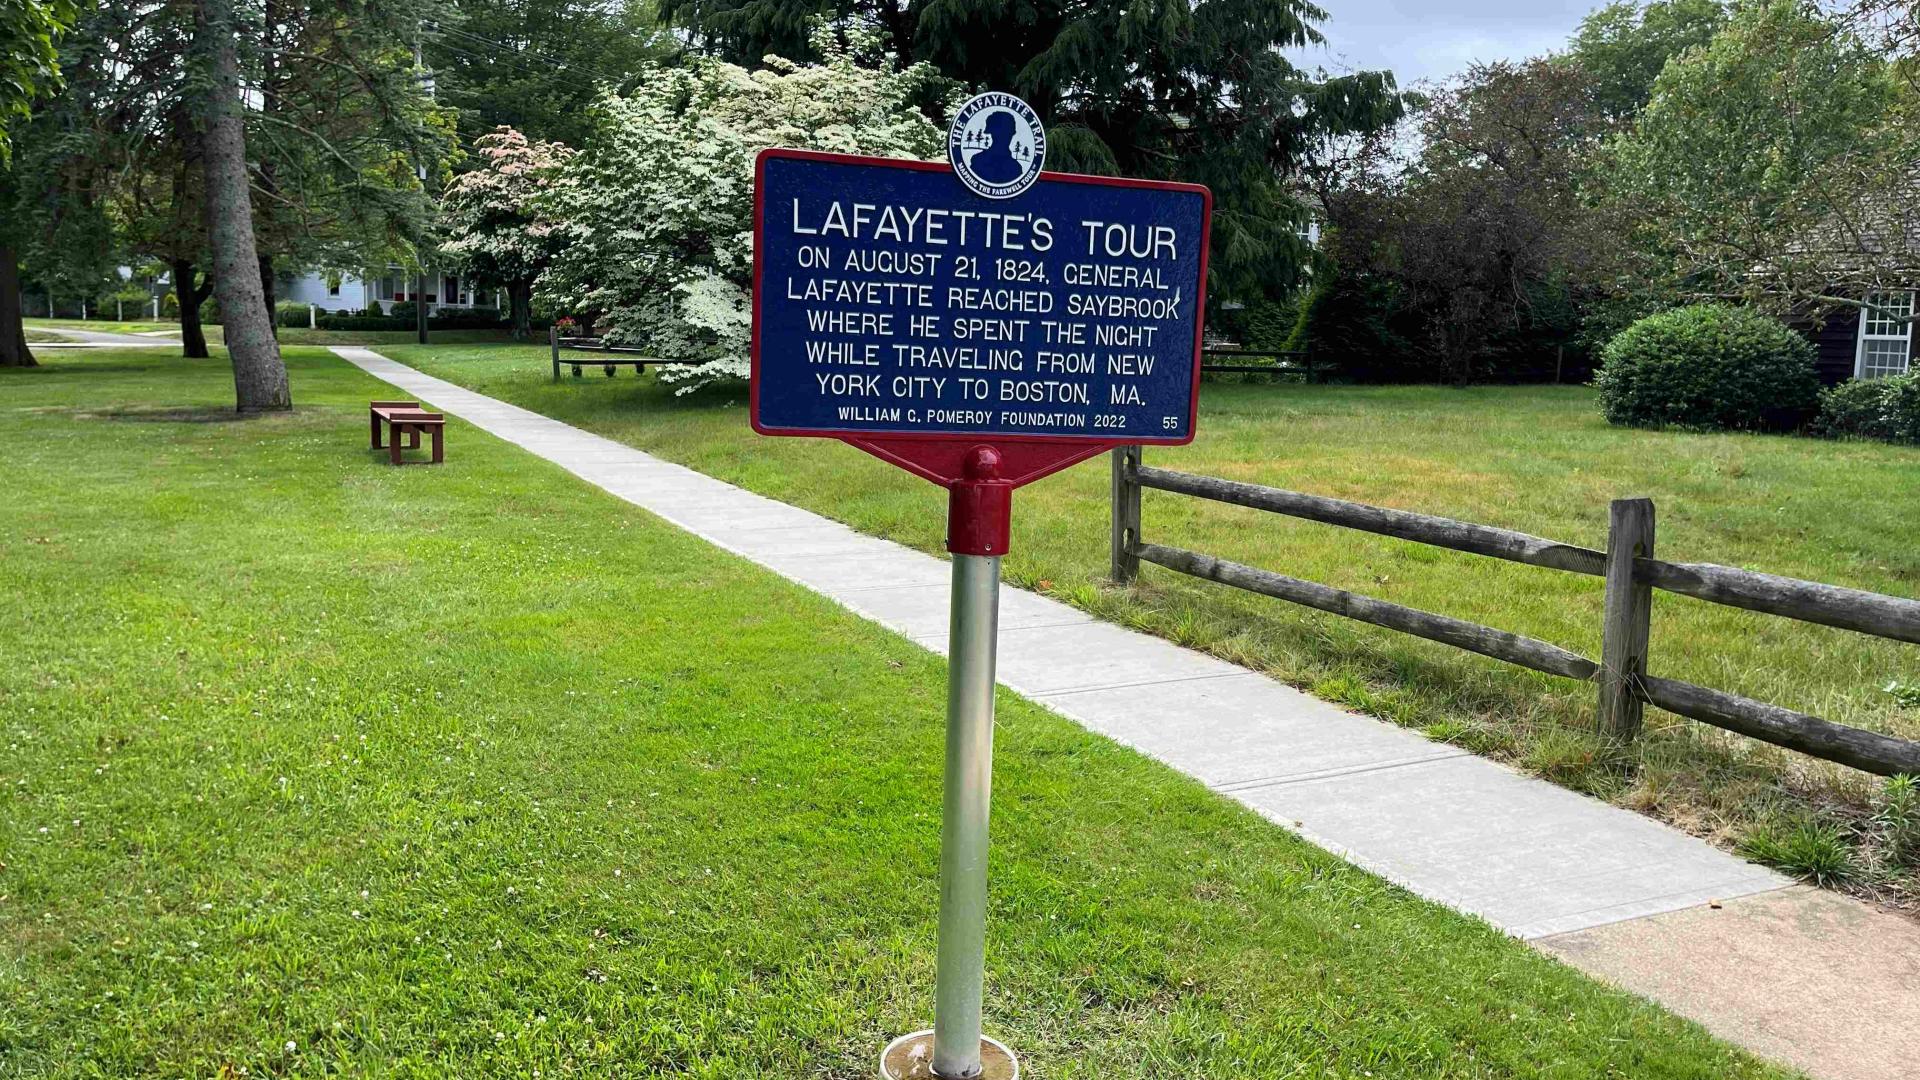 THE LAFAYETTE TRAIL
MAPPING THE FAREWELL TOUR
LAFAYETTE'S TOUR
ON AUGUST 21, 1824, GENERAL
LAFAYETTE REACHED SAYBROOK
WHERE HE SPENT THE NIGHT
WHILE TRAVELING FROM NEW
YORK CITY TO BOSTON, MA.
WILLIAM G. POMEROY FOUNDATION 2022 55